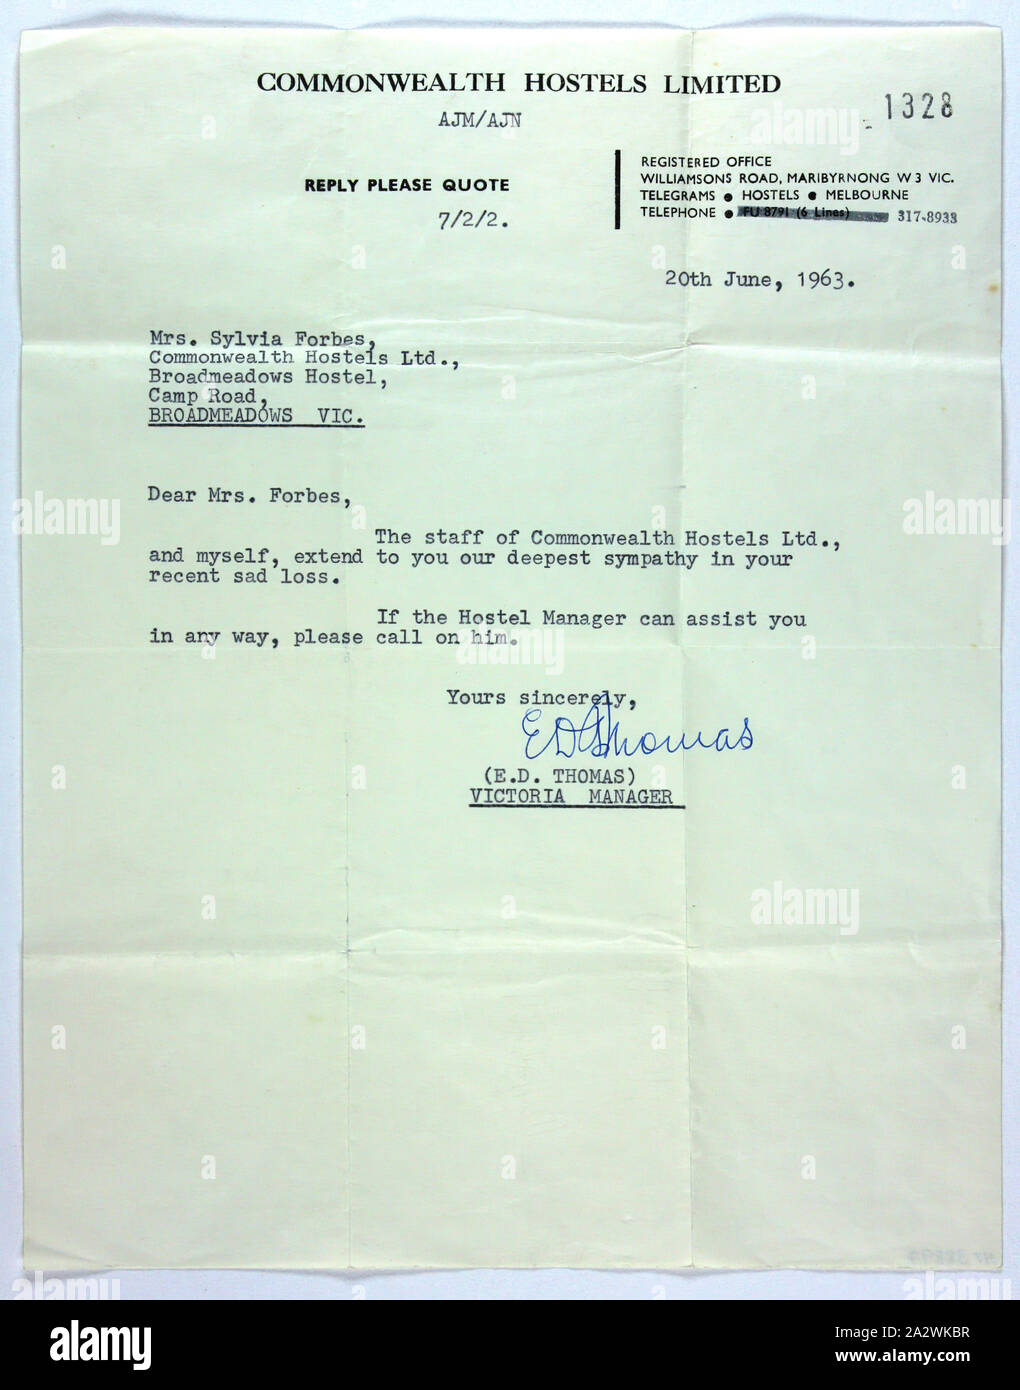 COMMONWEALTH HOSTELS LIMITED
AJM/AJN
1328
REPLY PLEASE QUOTE
7/2/2.
REGISTERED OFFICE
WILLIAMSONS ROAD, MARIBYRNONG W 3 VIC.
TELEGRAMS ● HOSTELS ● MELBOURNE
TELEPHONE ● FU 8791 (6 Lines) 317-8933
20th June, 1963.
Mrs. Sylvia Forbes,
Commonwealth Hostels Ltd.,
Broadmeadows Hostel,
Camp Road,
BROADMEADOWS VIC.
Dear Mrs. Forbes,
The staff of Commonwealth Hostels Ltd.,
and myself, extend to you our deepest sympathy in your
recent sad loss.
If the Hostel Manager can assist you
in any way, please call on him.
Yours sincerely,
E D Thomas
(E.D. THOMAS)
VICTORIA MANAGER
alamy
Image ID: 2A2WKBR
www.alamy.com